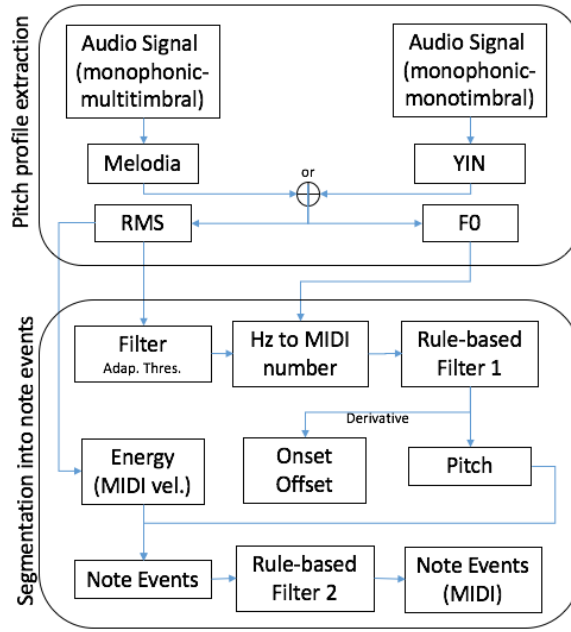 Pitch profile extraction
Audio Signal
(monophonic-
multitimbral)
Audio Signal
(monophonic-
monotimbral)
Melodia
or
YIN
RMS
F0
Segmentation into note events
Filter
Adap. Thres.
Hz to MIDI
number
Rule-based
Filter 1
Derivative
Energy
(MIDI vel.)
Onset
Offset
Pitch
Note Events
Rule-based
Filter 2
Note Events
(MIDI)